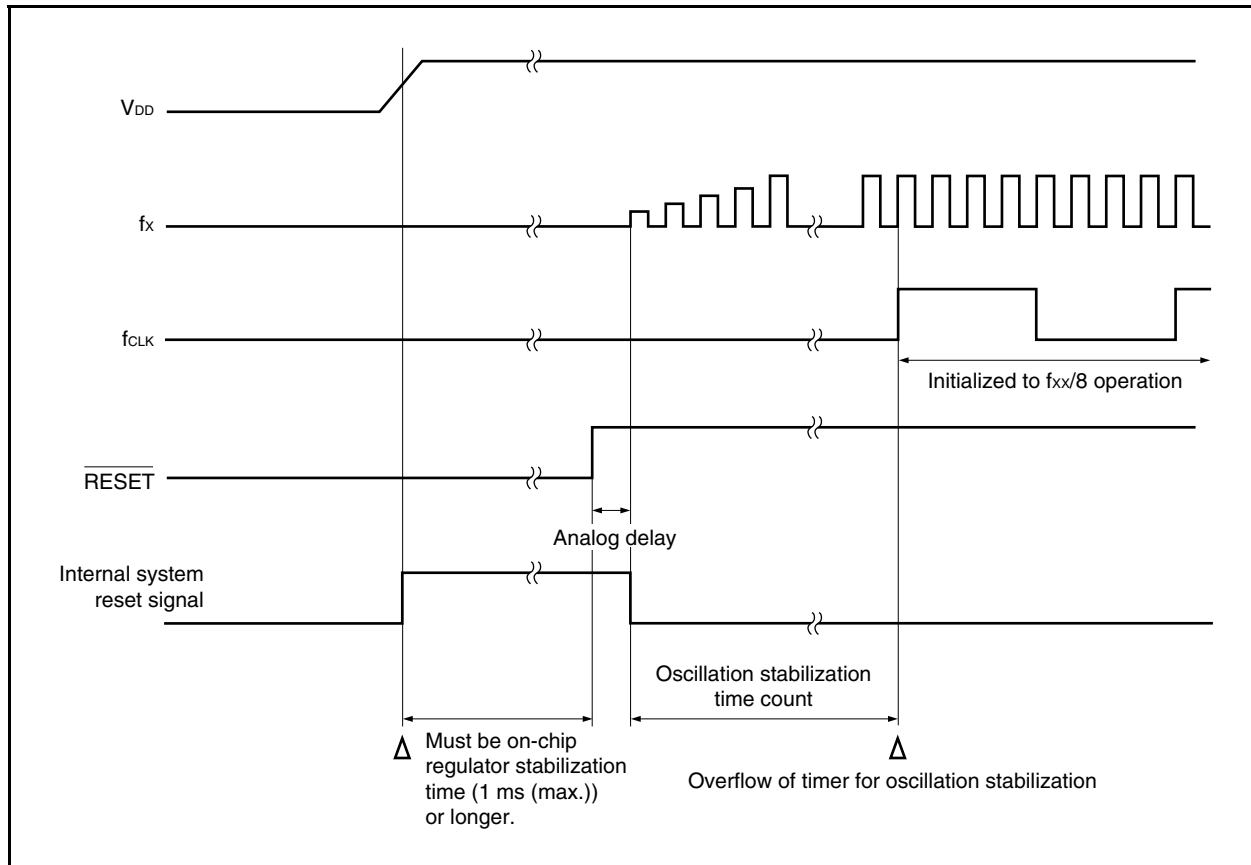 VDD
fX
fCLK
Initialized to fXX/8 operation
RESET
Analog delay
Internal system
reset signal
Oscillation stabilization
time count
Must be on-chip
regulator stabilization
time (1 ms (max.))
or longer.
Overflow of timer for oscillation stabilization